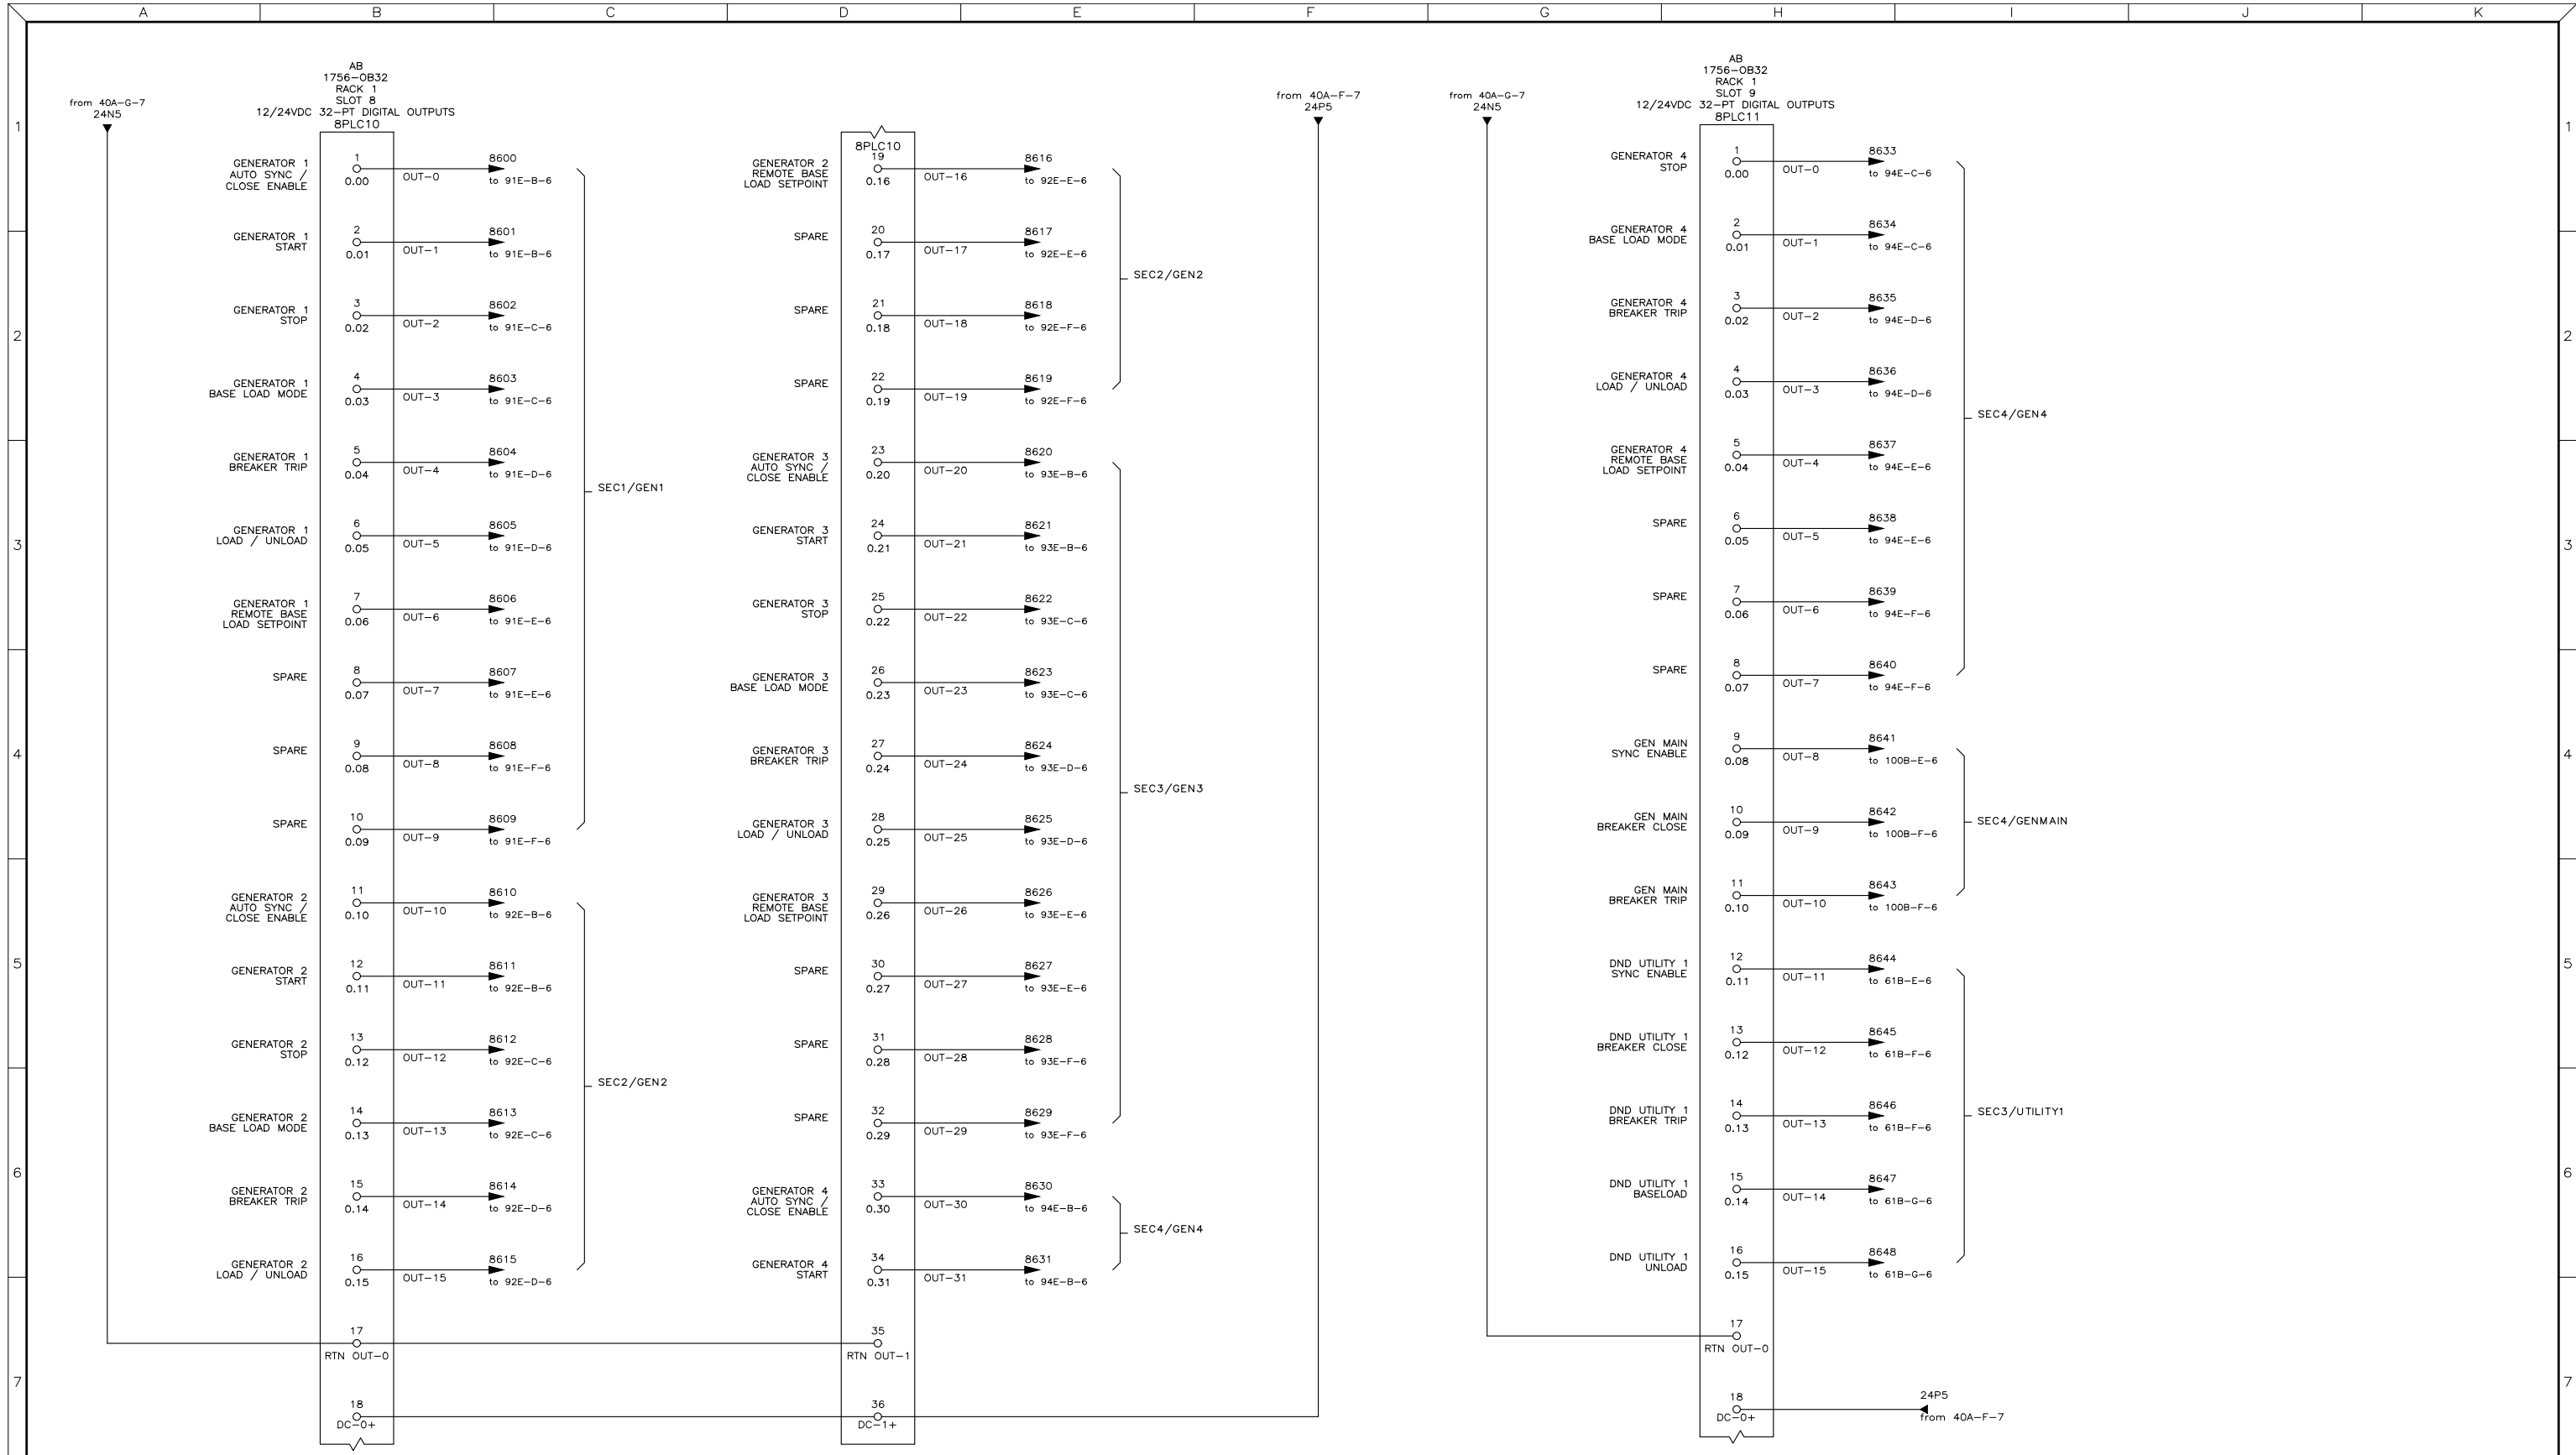 A B C D E F G H I J K
1
2
3
4
5
6
7
from 40A-G-7
24N5
AB
1756-OB32
RACK 1
SLOT 8
12/24VDC 32-PT DIGITAL OUTPUTS
8PLC10
GENERATOR 1
AUTO SYNC /
CLOSE ENABLE
1
0.00
OUT-0
8600
to 91E-B-6
GENERATOR 1
START
2
0.01
OUT-1
8601
to 91E-B-6
GENERATOR 1
STOP
3
0.02
OUT-2
8602
to 91E-C-6
GENERATOR 1
BASE LOAD MODE
4
0.03
OUT-3
8603
to 91E-C-6
GENERATOR 1
BREAKER TRIP
5
0.04
OUT-4
8604
to 91E-D-6
GENERATOR 1
LOAD / UNLOAD
6
0.05
OUT-5
8605
to 91E-D-6
GENERATOR 1
REMOTE BASE
LOAD SETPOINT
7
0.06
OUT-6
8606
to 91E-E-6
SPARE
8
0.07
OUT-7
8607
to 91E-E-6
SPARE
9
0.08
OUT-8
8608
to 91E-F-6
SPARE
10
0.09
OUT-9
8609
to 91E-F-6
SEC1/GEN1
GENERATOR 2
AUTO SYNC /
CLOSE ENABLE
11
0.10
OUT-10
8610
to 92E-B-6
GENERATOR 2
START
12
0.11
OUT-11
8611
to 92E-B-6
GENERATOR 2
STOP
13
0.12
OUT-12
8612
to 92E-C-6
GENERATOR 2
BASE LOAD MODE
14
0.13
OUT-13
8613
to 92E-C-6
GENERATOR 2
BREAKER TRIP
15
0.14
OUT-14
8614
to 92E-D-6
GENERATOR 2
LOAD / UNLOAD
16
0.15
OUT-15
8615
to 92E-D-6
SEC2/GEN2
17
RTN OUT-0
18
DC-0+
8PLC10
GENERATOR 2
REMOTE BASE
LOAD SETPOINT
19
0.16
OUT-16
8616
to 92E-E-6
SPARE
20
0.17
OUT-17
8617
to 92E-E-6
SPARE
21
0.18
OUT-18
8618
to 92E-F-6
SPARE
22
0.19
OUT-19
8619
to 92E-F-6
SEC2/GEN2
GENERATOR 3
AUTO SYNC /
CLOSE ENABLE
23
0.20
OUT-20
8620
to 93E-B-6
GENERATOR 3
START
24
0.21
OUT-21
8621
to 93E-B-6
GENERATOR 3
STOP
25
0.22
OUT-22
8622
to 93E-C-6
GENERATOR 3
BASE LOAD MODE
26
0.23
OUT-23
8623
to 93E-C-6
GENERATOR 3
BREAKER TRIP
27
0.24
OUT-24
8624
to 93E-D-6
GENERATOR 3
LOAD / UNLOAD
28
0.25
OUT-25
8625
to 93E-D-6
GENERATOR 3
REMOTE BASE
LOAD SETPOINT
29
0.26
OUT-26
8626
to 93E-E-6
SPARE
30
0.27
OUT-27
8627
to 93E-E-6
SPARE
31
0.28
OUT-28
8628
to 93E-F-6
SPARE
32
0.29
OUT-29
8629
to 93E-F-6
SEC3/GEN3
GENERATOR 4
AUTO SYNC /
CLOSE ENABLE
33
0.30
OUT-30
8630
to 94E-B-6
GENERATOR 4
START
34
0.31
OUT-31
8631
to 94E-B-6
SEC4/GEN4
35
RTN OUT-1
36
DC-1+
from 40A-F-7
24P5
from 40A-G-7
24N5
AB
1756-OB32
RACK 1
SLOT 9
12/24VDC 32-PT DIGITAL OUTPUTS
8PLC11
GENERATOR 4
STOP
1
0.00
OUT-0
8633
to 94E-C-6
GENERATOR 4
BASE LOAD MODE
2
0.01
OUT-1
8634
to 94E-C-6
GENERATOR 4
BREAKER TRIP
3
0.02
OUT-2
8635
to 94E-D-6
GENERATOR 4
LOAD / UNLOAD
4
0.03
OUT-3
8636
to 94E-D-6
GENERATOR 4
REMOTE BASE
LOAD SETPOINT
5
0.04
OUT-4
8637
to 94E-E-6
SPARE
6
0.05
OUT-5
8638
to 94E-E-6
SPARE
7
0.06
OUT-6
8639
to 94E-F-6
SPARE
8
0.07
OUT-7
8640
to 94E-F-6
SEC4/GEN4
GEN MAIN
SYNC ENABLE
9
0.08
OUT-8
8641
to 100B-E-6
GEN MAIN
BREAKER CLOSE
10
0.09
OUT-9
8642
to 100B-F-6
GEN MAIN
BREAKER TRIP
11
0.10
OUT-10
8643
to 100B-F-6
SEC4/GENMAIN
DND UTILITY 1
SYNC ENABLE
12
0.11
OUT-11
8644
to 61B-E-6
DND UTILITY 1
BREAKER CLOSE
13
0.12
OUT-12
8645
to 61B-F-6
DND UTILITY 1
BREAKER TRIP
14
0.13
OUT-13
8646
to 61B-F-6
DND UTILITY 1
BASELOAD
15
0.14
OUT-14
8647
to 61B-G-6
DND UTILITY 1
UNLOAD
16
0.15
OUT-15
8648
to 61B-G-6
SEC3/UTILITY1
17
RTN OUT-0
18
DC-0+
24P5
from 40A-F-7
1
2
3
4
5
6
7